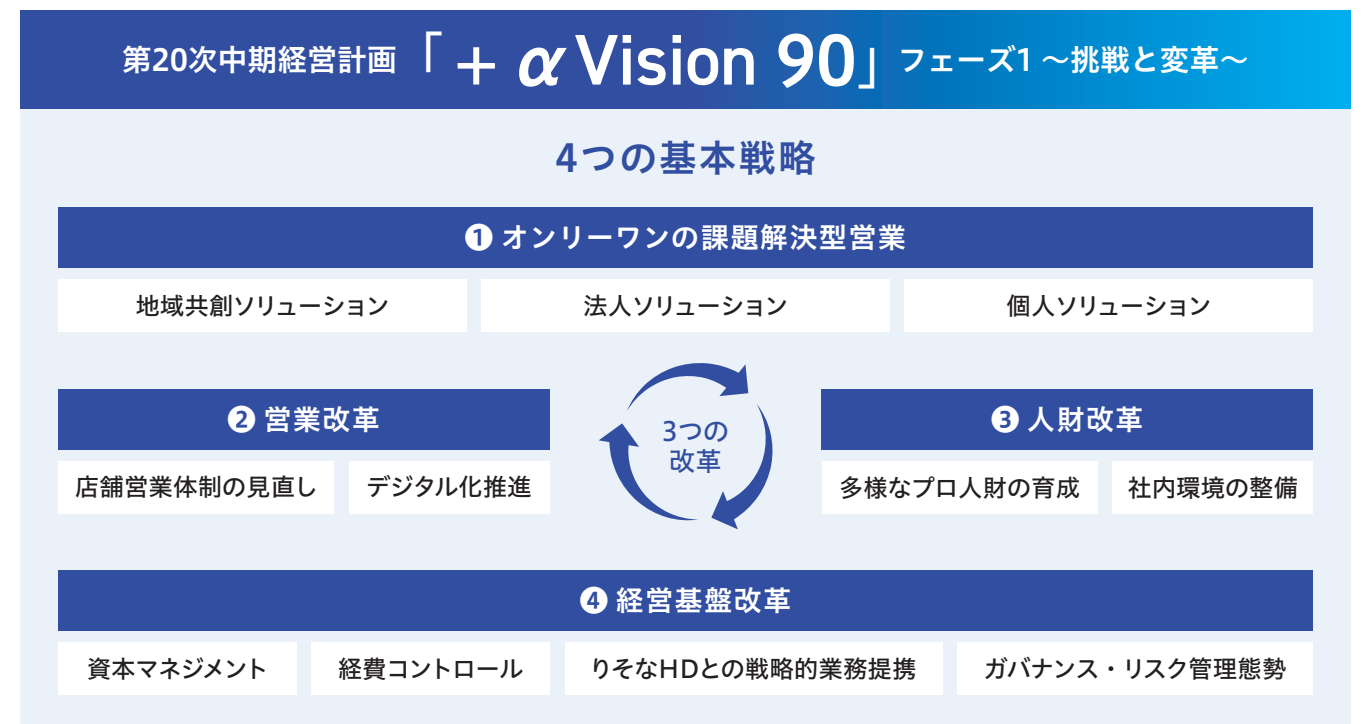 第20次中期経営計画「+αVision 90」フェーズ1 ~挑戦と変革~
4つの基本戦略
❶ オンリーワンの課題解決型営業
地域共創ソリューション 法人ソリューション 個人ソリューション
❷ 営業改革
店舗営業体制の見直し デジタル化推進
3つの
改革
❸ 人財改革
多様なプロ人財の育成 社内環境の整備
❹ 経営基盤改革
資本マネジメント 経費コントロール りそなHDとの戦略的業務提携 ガバナンス・リスク管理態勢